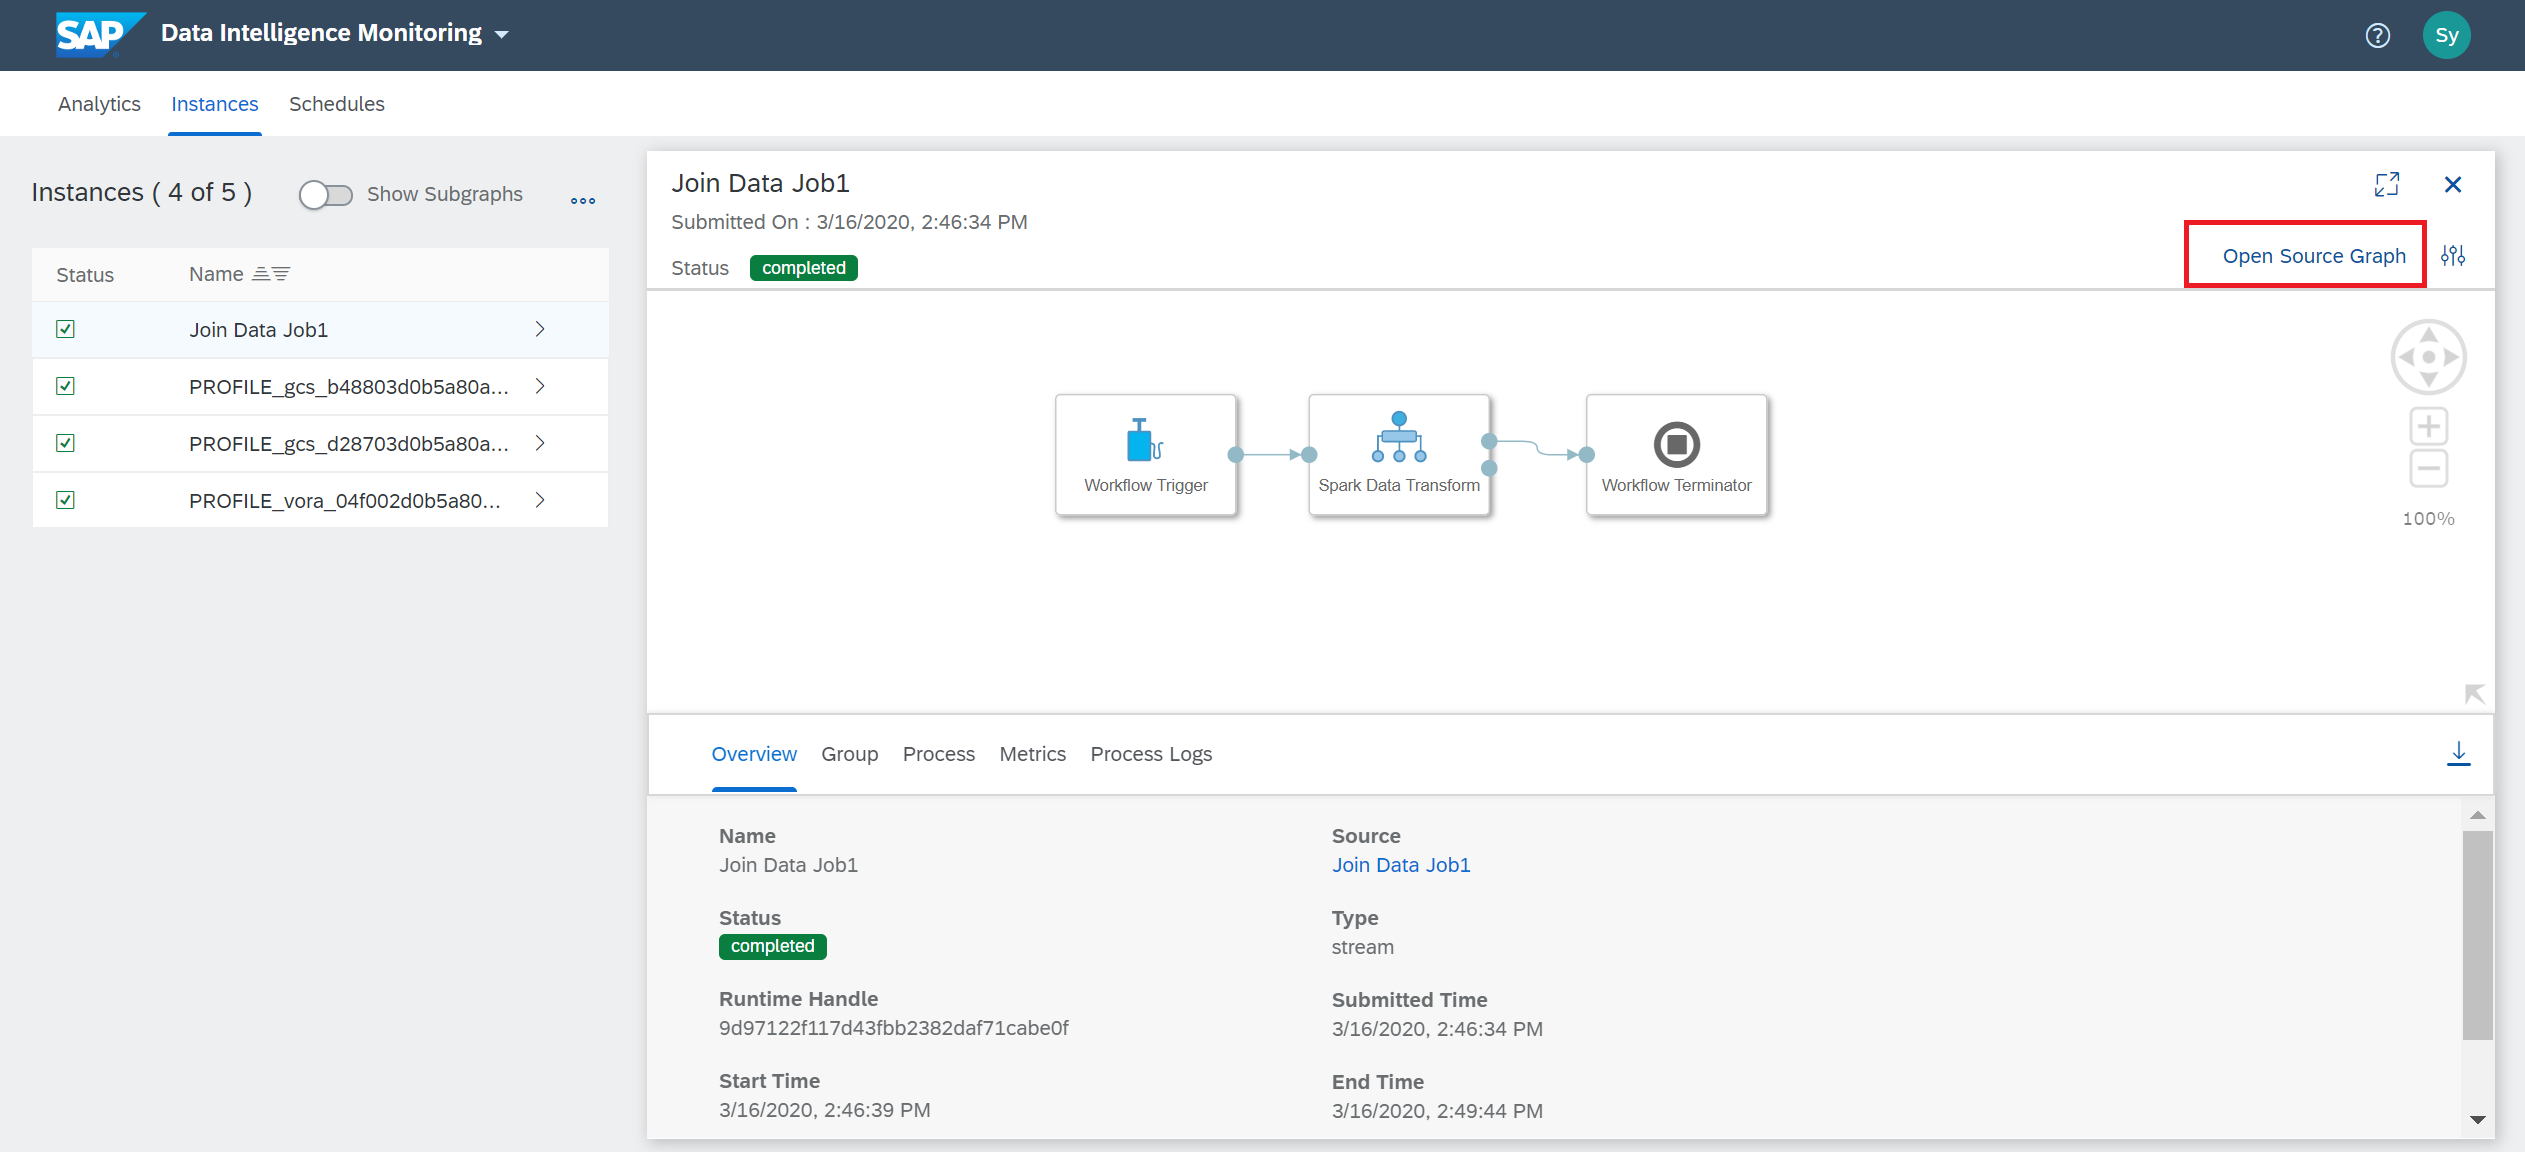 SAP Data Intelligence Monitoring
Sy
Analytics Instances Schedules
Instances ( 4 of 5 ) Show Subgraphs
Status Name
Join Data Job1
PROFILE_gcs_b48803d0b5a80a...
PROFILE_gcs_d28703d0b5a80a...
PROFILE_vora_04f002d0b5a80...
Join Data Job1
Submitted On : 3/16/2020, 2:46:34 PM
Status completed
Open Source Graph
Workflow Trigger
Spark Data Transform
Workflow Terminator
100%
Overview Group Process Metrics Process Logs
Name
Join Data Job1
Source
Join Data Job1
Status
completed
Type
stream
Runtime Handle
9d97122f117d43fbb2382daf71cabe0f
Submitted Time
3/16/2020, 2:46:34 PM
Start Time
3/16/2020, 2:46:39 PM
End Time
3/16/2020, 2:49:44 PM